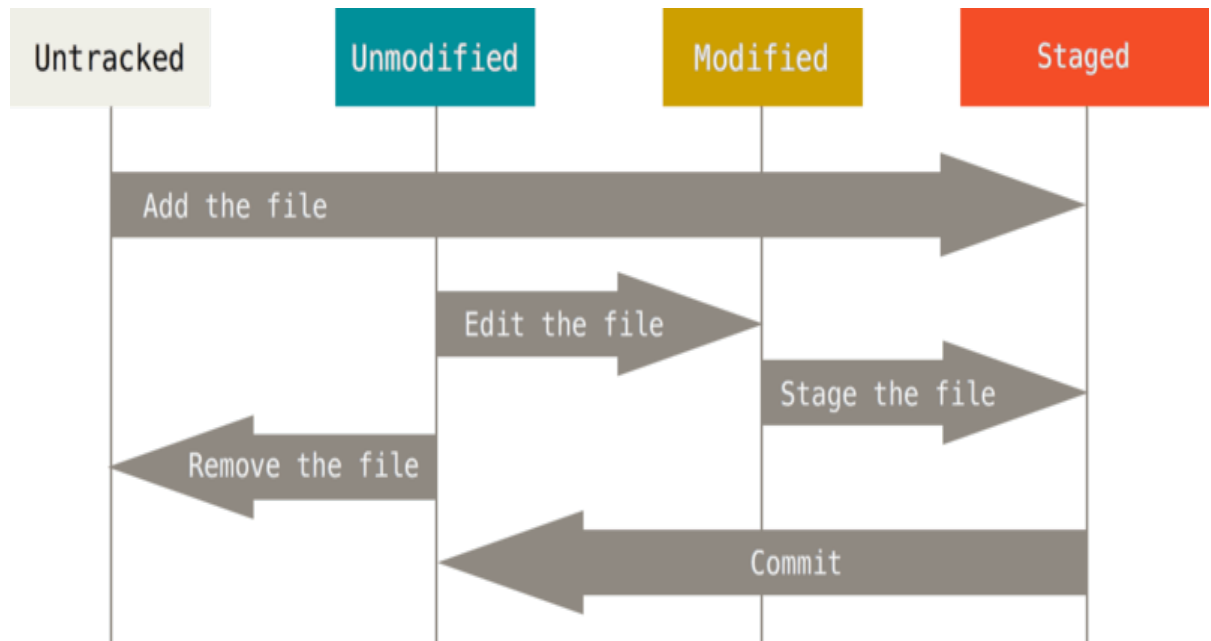 Untracked
Unmodified
Modified
Staged
Add the file
Edit the file
Stage the file
Remove the file
Commit